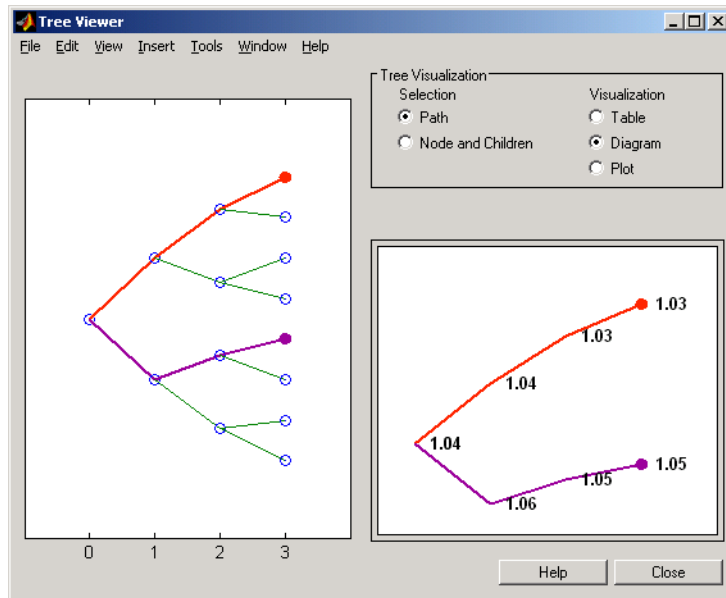 Tree Viewer
File Edit View Insert Tools Window Help
Tree Visualization
Selection
Path
Node and Children
Visualization
Table
Diagram
Plot
0 1 2 3
1.03
1.03
1.04
1.04
1.05
1.05
1.06
Help
Close